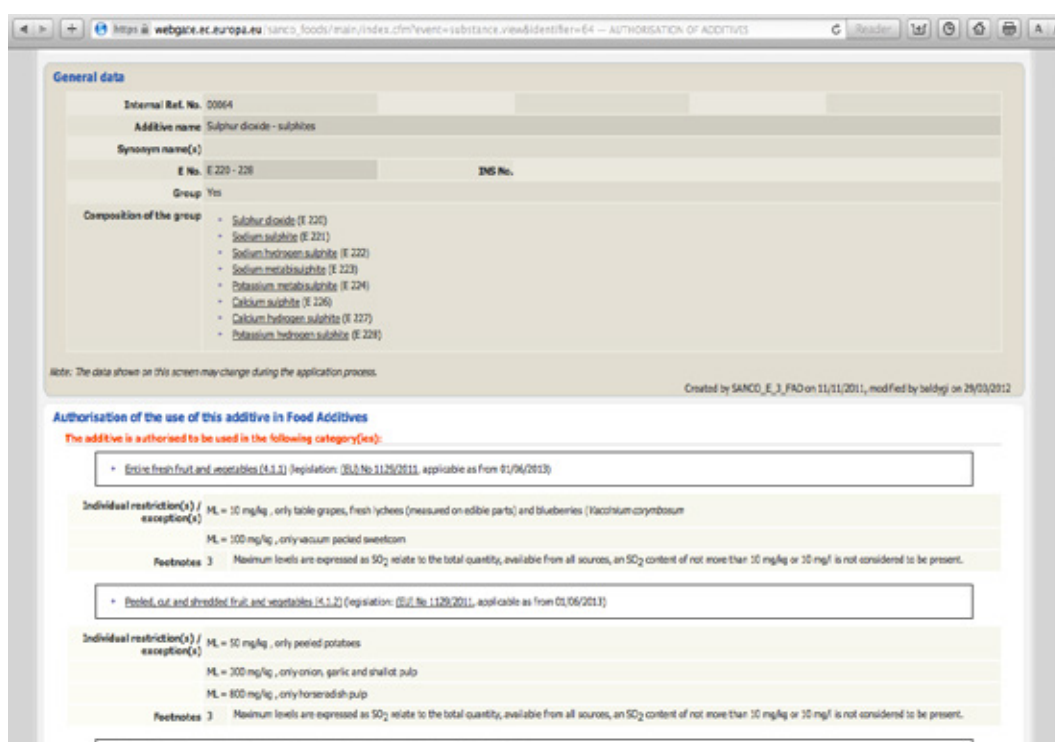 https webgate.ec.europa.eu/sanco_foods/main/index.cfm?event=substance.view&identifier=64 — AUTHORISATION OF ADDITIVES Reader
General data
Internal Ref. No. 00064
Additive name Sulphur dioxide - sulphites
Synonym name(s)
E No. E 220 - 228 INS No.
Group Yes
Composition of the group
Sulphur dioxide (E 220)
Sodium sulphite (E 221)
Sodium hydrogen sulphite (E 222)
Sodium metabisulphite (E 223)
Potassium metabisulphite (E 224)
Calcium sulphite (E 226)
Calcium hydrogen sulphite (E 227)
Potassium hydrogen sulphite (E 228)
Note: The data shown on this screen may change during the application process.
Created by SANCO_E_3_FAD on 11/11/2011, modified by baldygi on 29/03/2012
Authorisation of the use of this additive in Food Additives
The additive is authorised to be used in the following category(ies):
Entire fresh fruit and vegetables (4.1.1) (legislation: (EU) No 1129/2011, applicable as from 01/06/2013)
Individual restriction(s) / exception(s) ML = 10 mg/kg , only table grapes, fresh lychees (measured on edible parts) and blueberries (Vaccinium corymbosum
ML = 100 mg/kg , only vacuum packed sweetcorn
Footnotes 3 Maximum levels are expressed as SO2 relate to the total quantity, available from all sources, an SO2 content of not more than 10 mg/kg or 10 mg/l is not considered to be present.
Peeled, cut and shredded fruit and vegetables (4.1.2) (legislation: (EU) No 1129/2011, applicable as from 01/06/2013)
Individual restriction(s) / exception(s) ML = 50 mg/kg , only peeled potatoes
ML = 300 mg/kg , only onion, garlic and shallot pulp
ML = 800 mg/kg , only horseradish pulp
Footnotes 3 Maximum levels are expressed as SO2 relate to the total quantity, available from all sources, an SO2 content of not more than 10 mg/kg or 10 mg/l is not considered to be present.